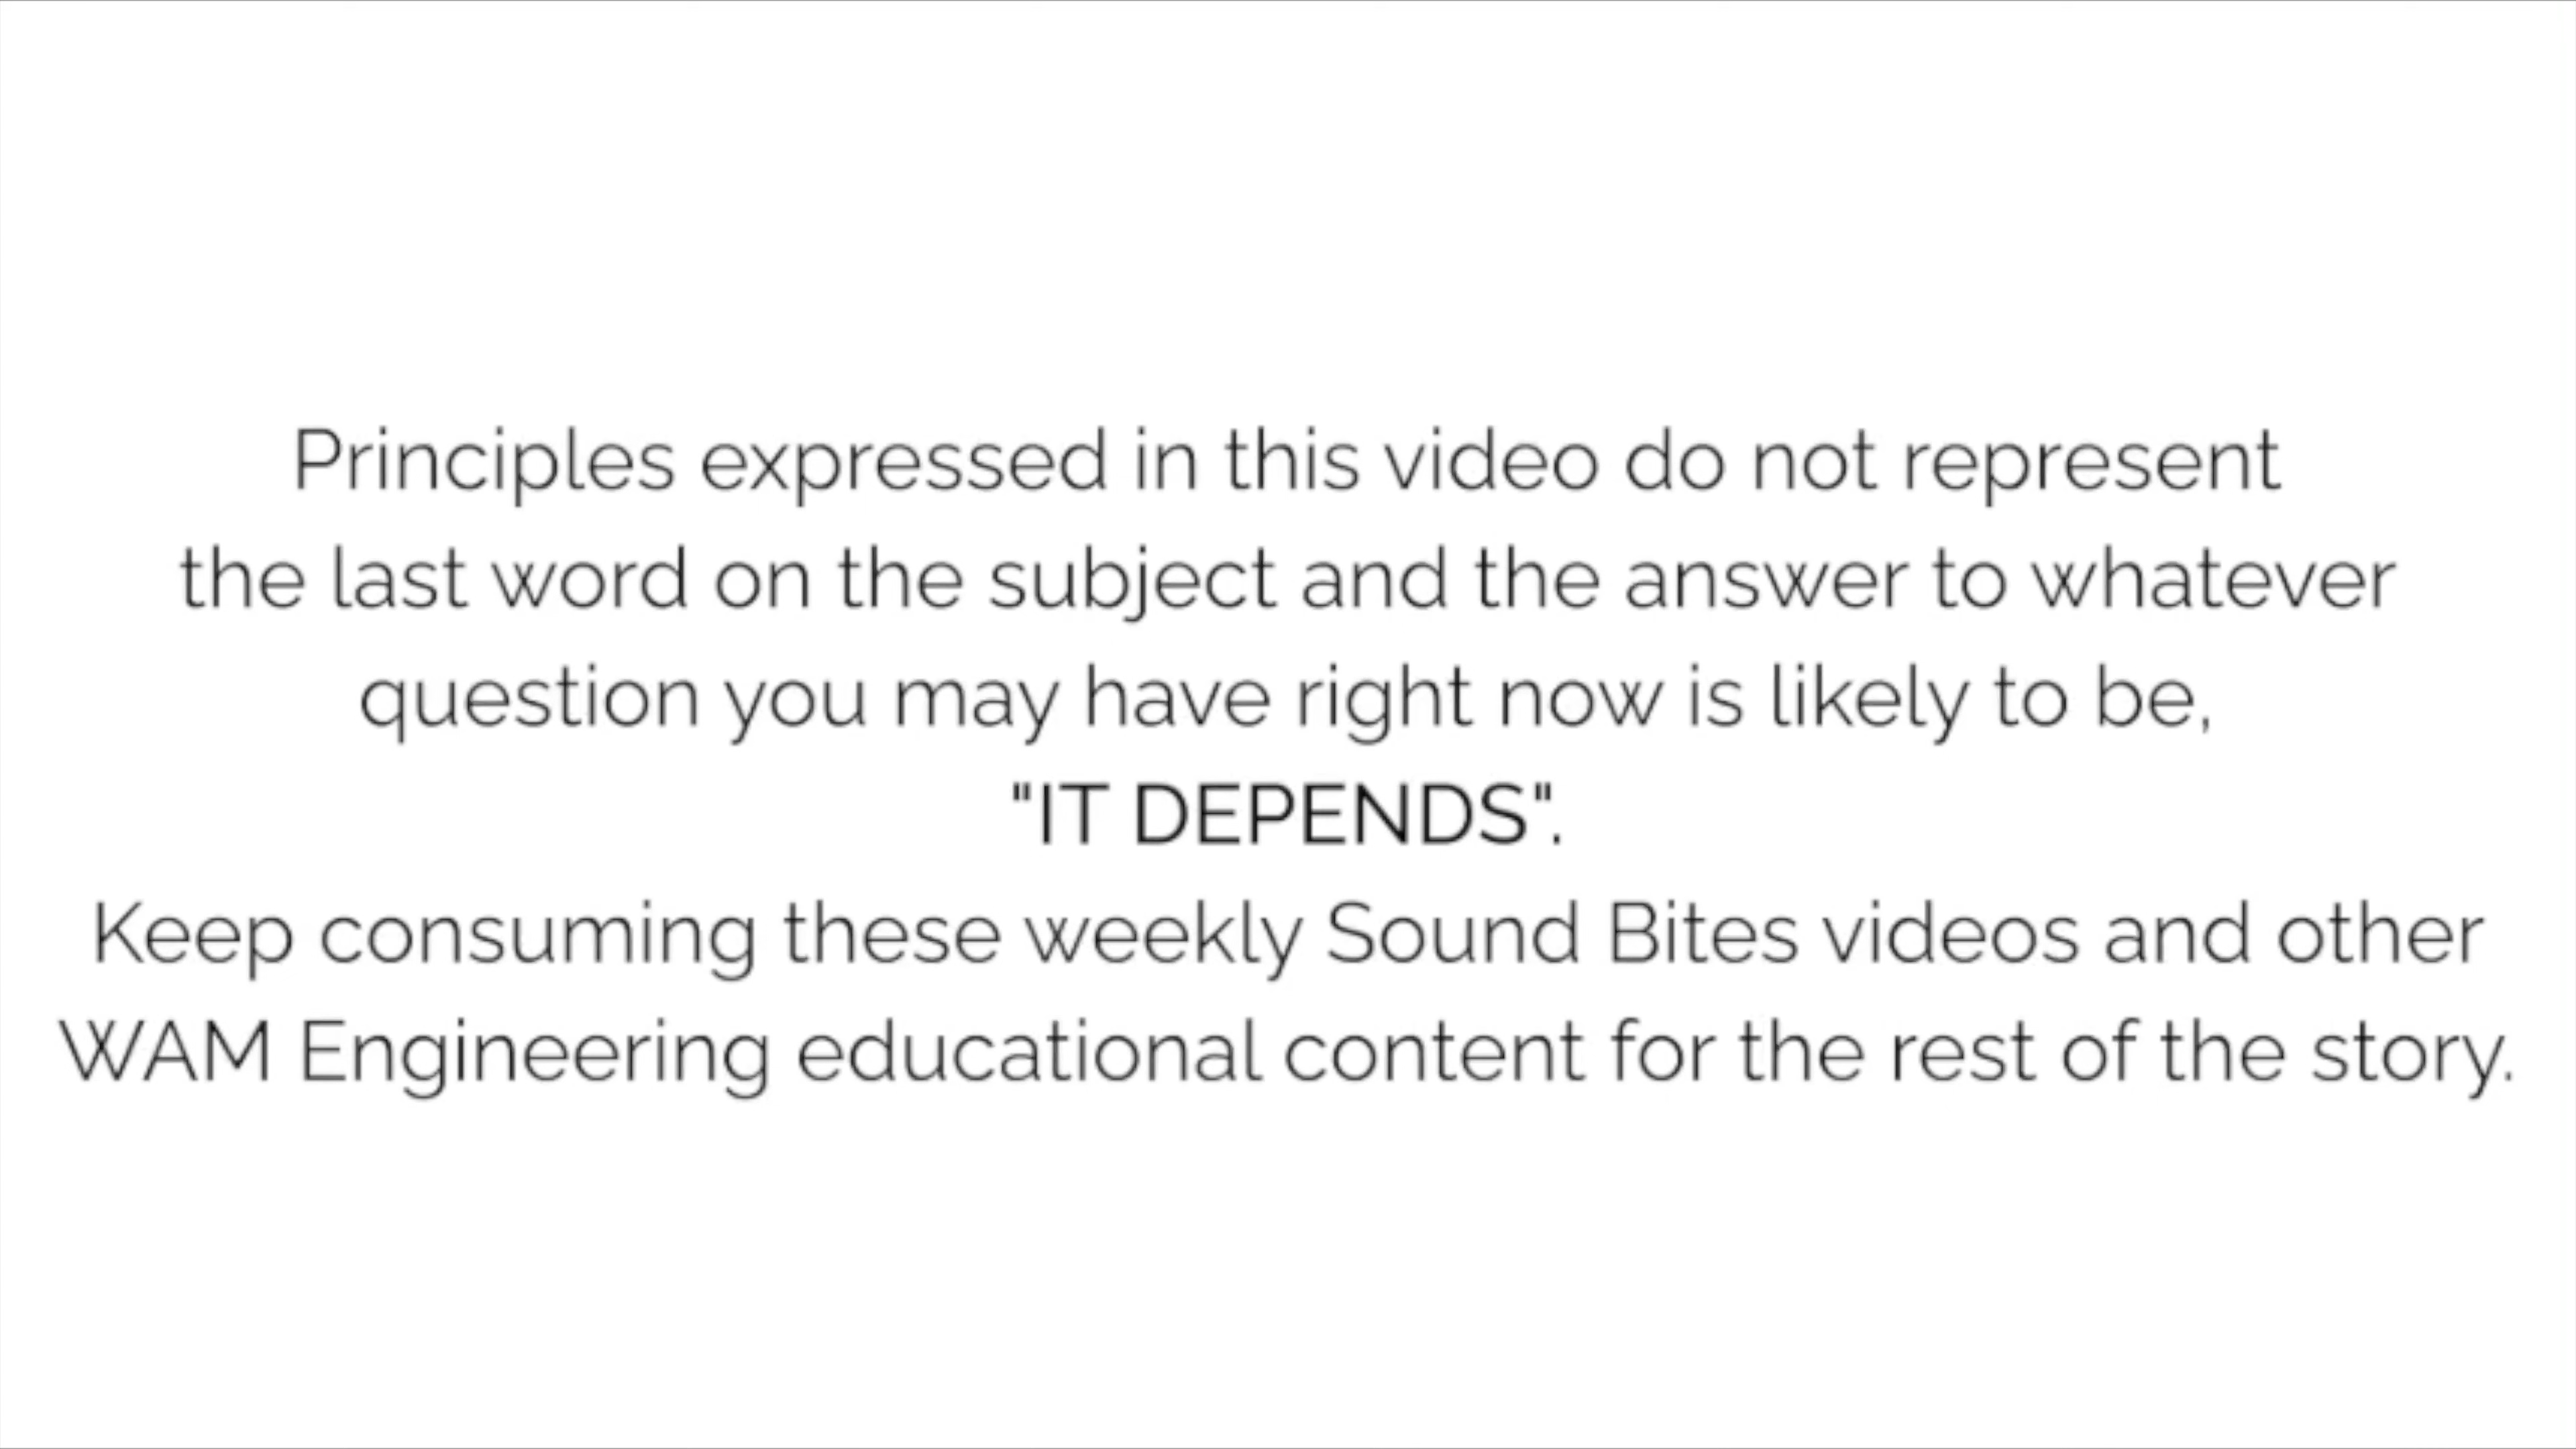 Principles expressed in this video do not represent
the last word on the subject and the answer to whatever
question you may have right now is likely to be,
"IT DEPENDS".
Keep consuming these weekly Sound Bites videos and other
WAM Engineering educational content for the rest of the story.